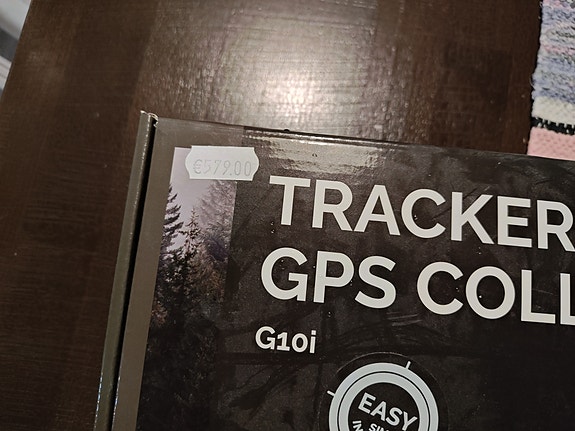 €579.00
TRACKER
GPS COLL
G10i
EASY